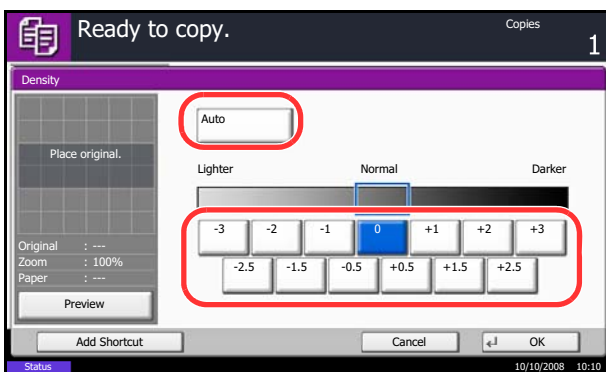 Ready to copy.
Copies
1
Density
Auto
Place original.
Lighter Normal Darker
-3 -2 -1 0 +1 +2 +3
-2.5 -1.5 -0.5 +0.5 +1.5 +2.5
Original : ---
Zoom : 100%
Paper : ---
Preview
Add Shortcut Cancel OK
Status 10/10/2008 10:10